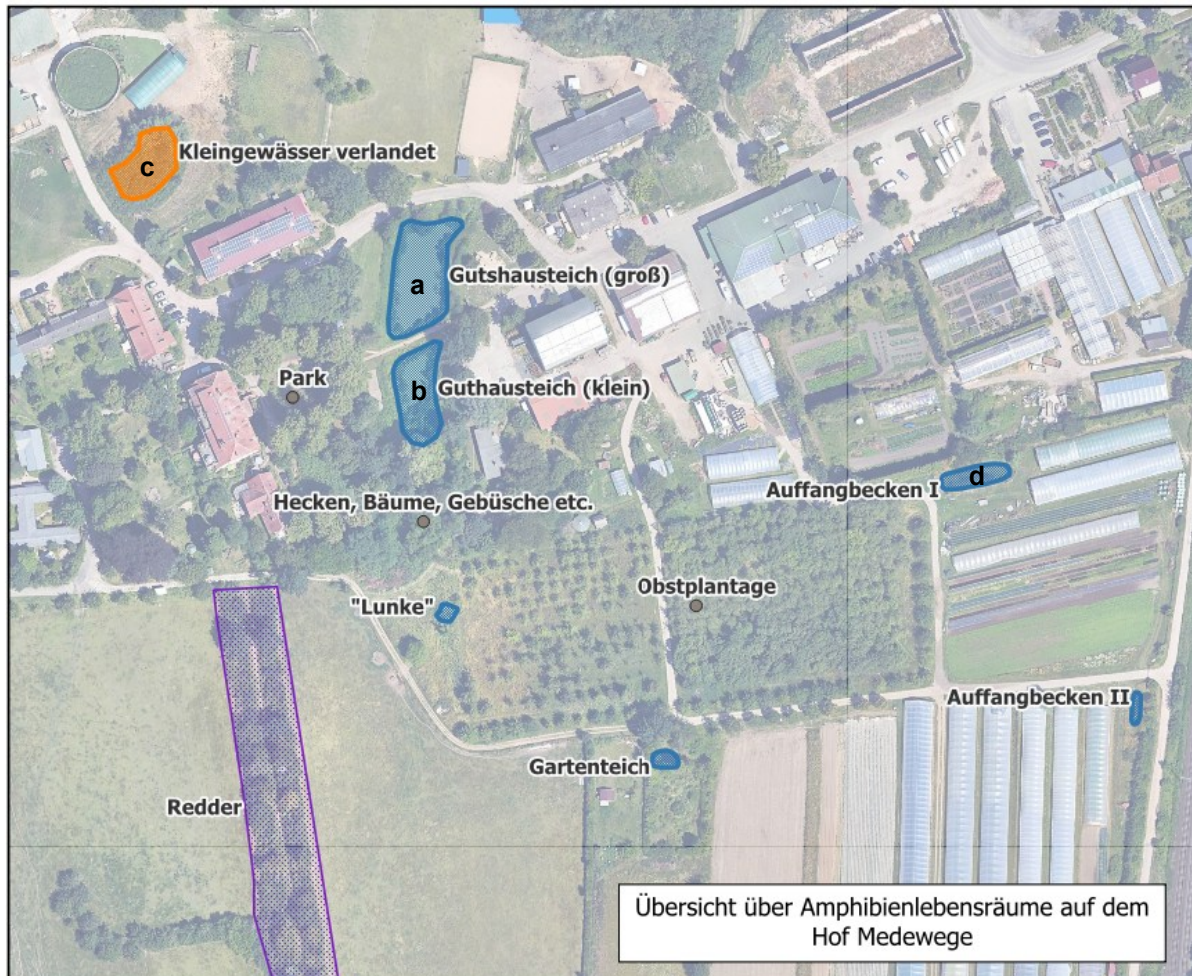 c
Kleingewässer verlandet
a
Gutshausteich (groß)
Park
b
Guthausteich (klein)
Hecken, Bäume, Gebüsche etc.
Auffangbecken I
d
"Lunke"
Obstplantage
Auffangbecken II
Gartenteich
Redder
Übersicht über Amphibienlebensräume auf dem
Hof Medewege